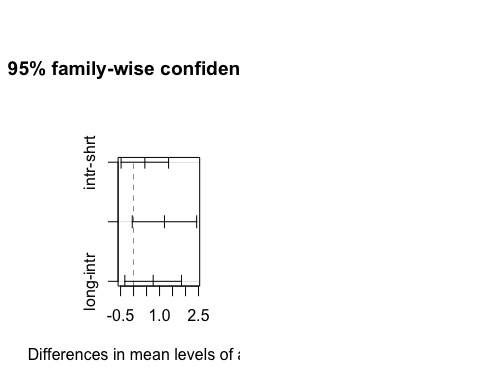 95% family-wise confiden
intr-shrt
long-intr
-0.5 1.0 2.5
Differences in mean levels of